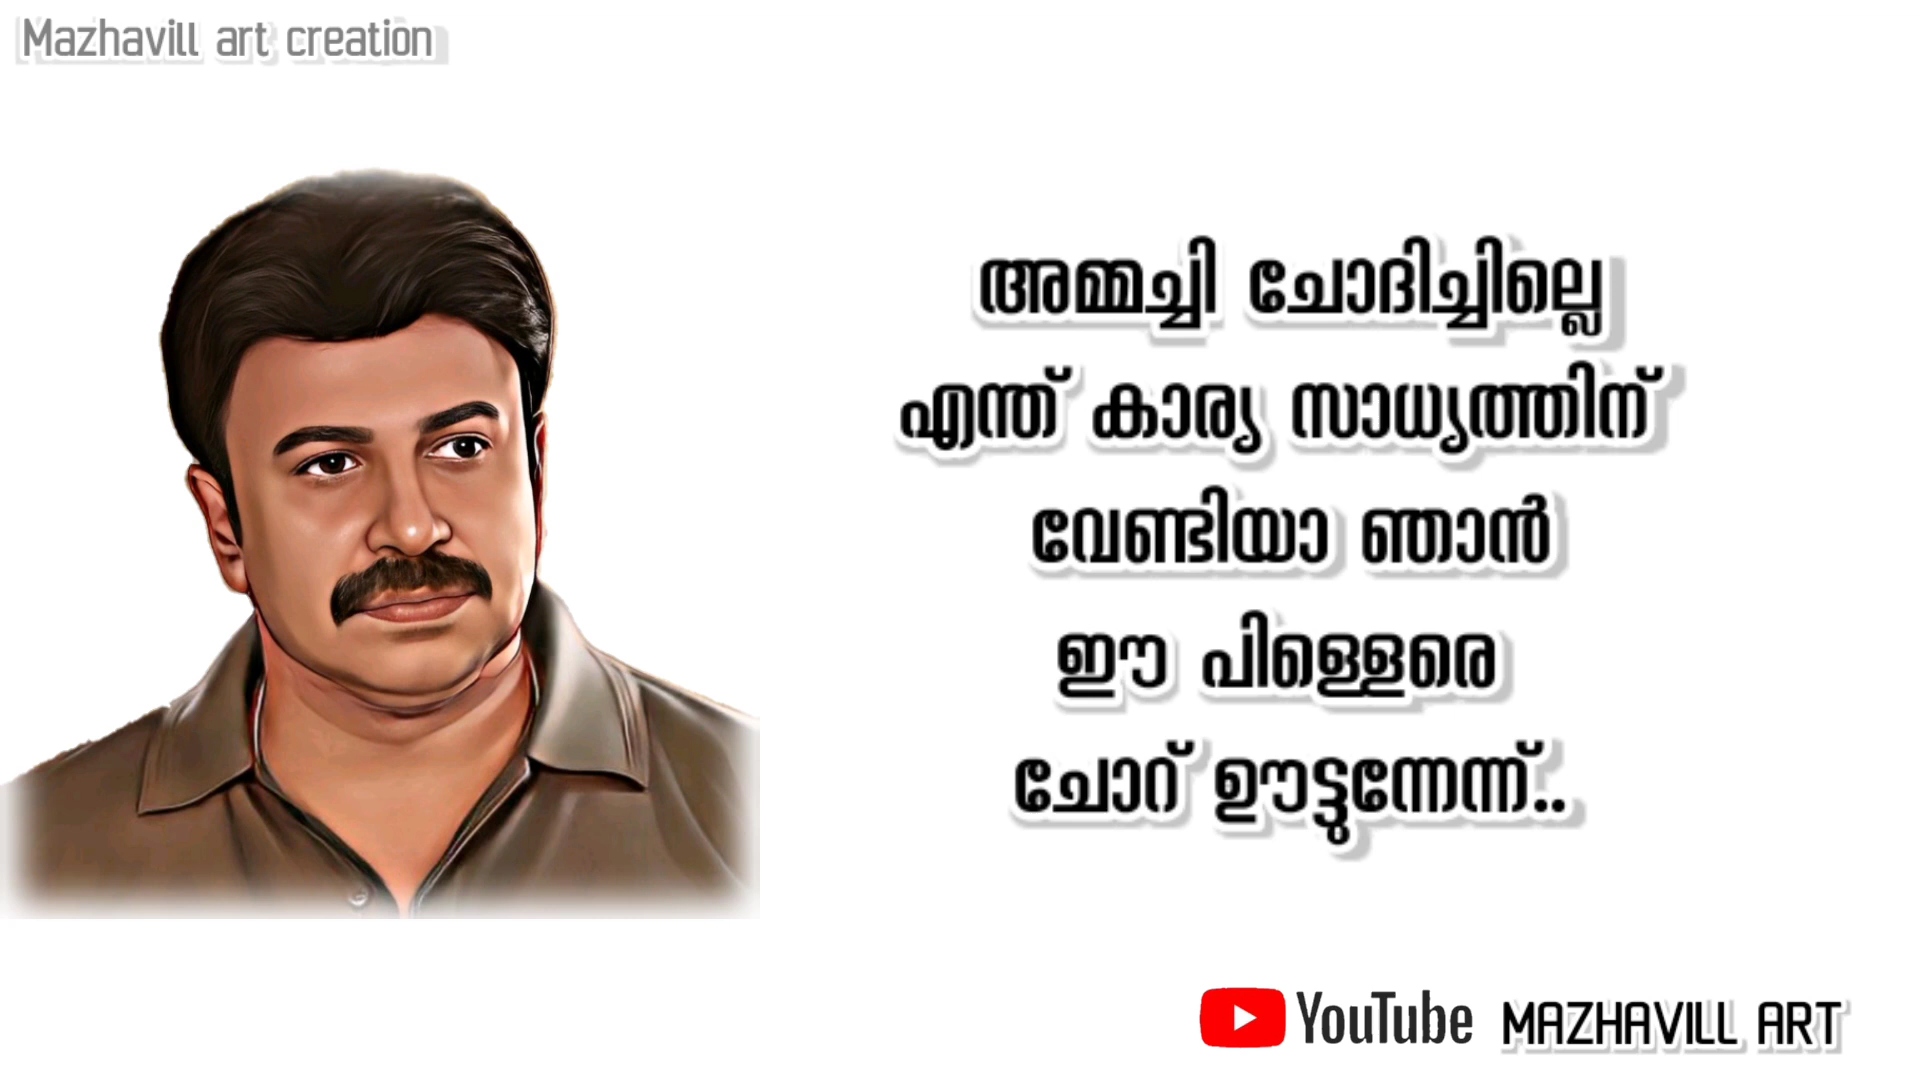 Mazhavill art creation
അമ്മച്ചി ചോദിച്ചില്ലെ
എന്ത് കാര്യ സാധ്യത്തിന്
വേണ്ടിയാ ഞാൻ
ഈ പിള്ളെരെ
ചോറ് ഊട്ടുന്നേന്ന്..
YouTube MAZHAVILL ART